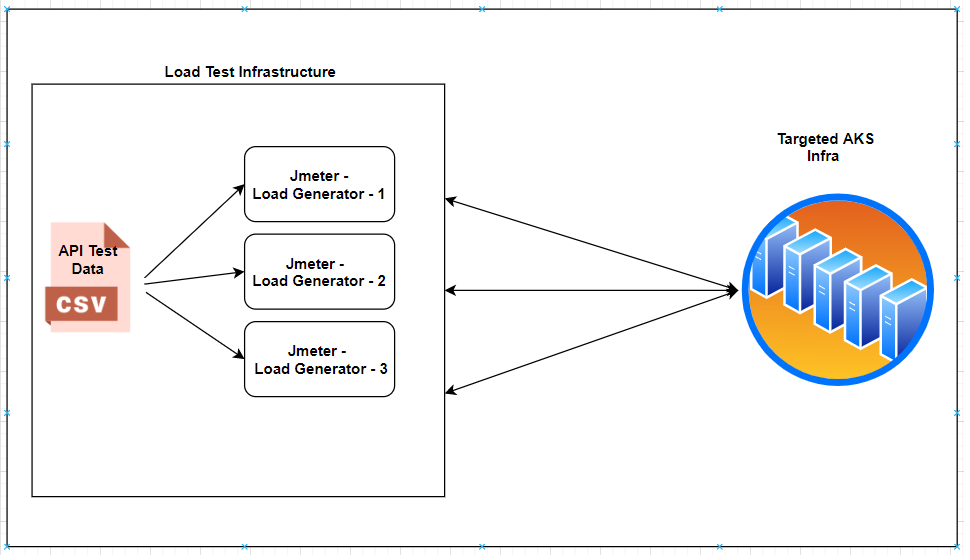 Load Test Infrastructure
Targeted AKS
Infra
Jmeter -
Load Generator - 1
API Test
Data
CSV
Jmeter -
Load Generator - 2
Jmeter -
Load Generator - 3